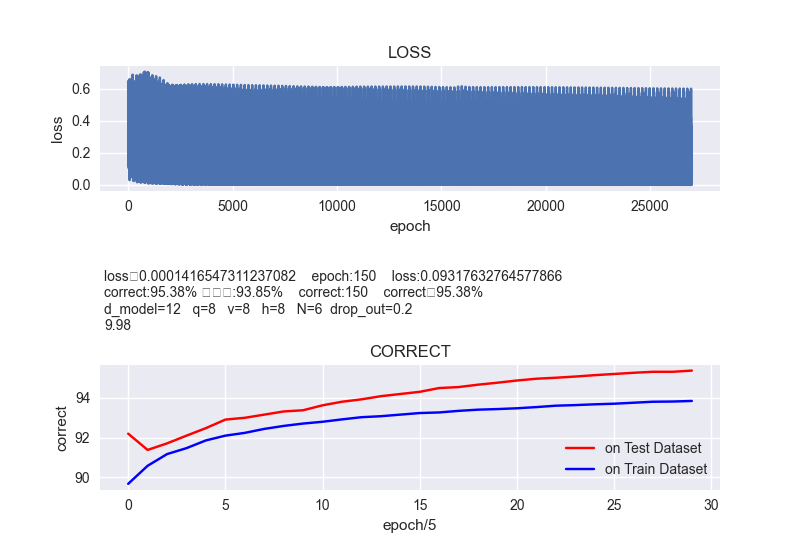 LOSS
0.6
0.4
0.2
0.0
loss
0 5000 10000 15000 20000 25000
epoch
loss▯0.0001416547311237082 epoch:150 loss:0.09317632764577866
correct:95.38% ▯▯▯:93.85% correct:150 correct▯95.38%
d_model=12 q=8 v=8 h=8 N=6 drop_out=0.2
9.98
CORRECT
94
92
90
correct
on Test Dataset
on Train Dataset
0 5 10 15 20 25 30
epoch/5